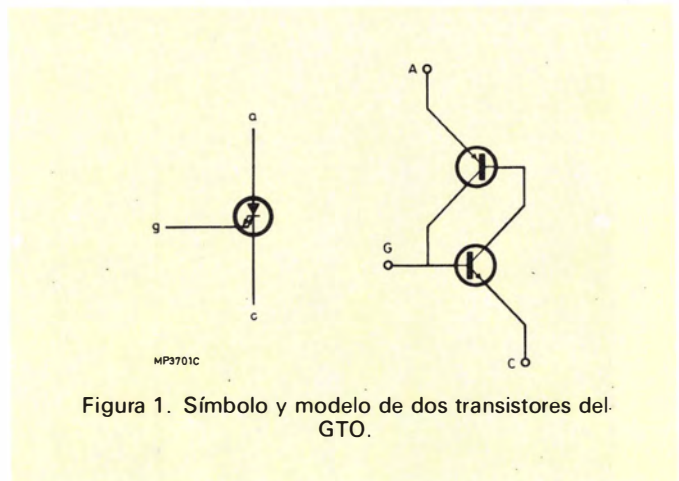 a
g
c
A
G
C
MP3701C
Figura 1. Símbolo y modelo de dos transistores del
GTO.